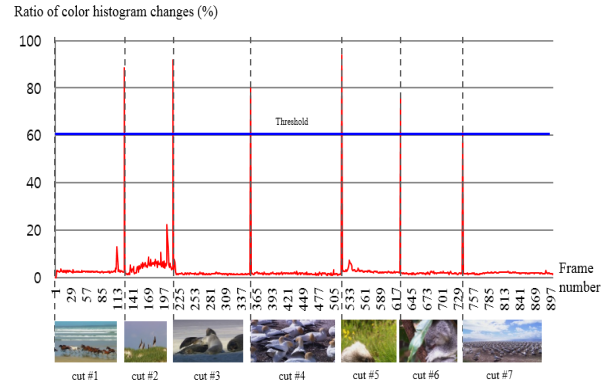 Ratio of color histogram changes (%)
100
80
Threshold
60
40
20
0
1 29 57 85 113 141 169 197 225 253 281 309 337 365 393 421 449 477 505 533 561 589 617 645 673 701 729 757 785 813 841 869 897
Frame
number
cut #1 cut #2 cut #3 cut #4 cut #5 cut #6 cut #7